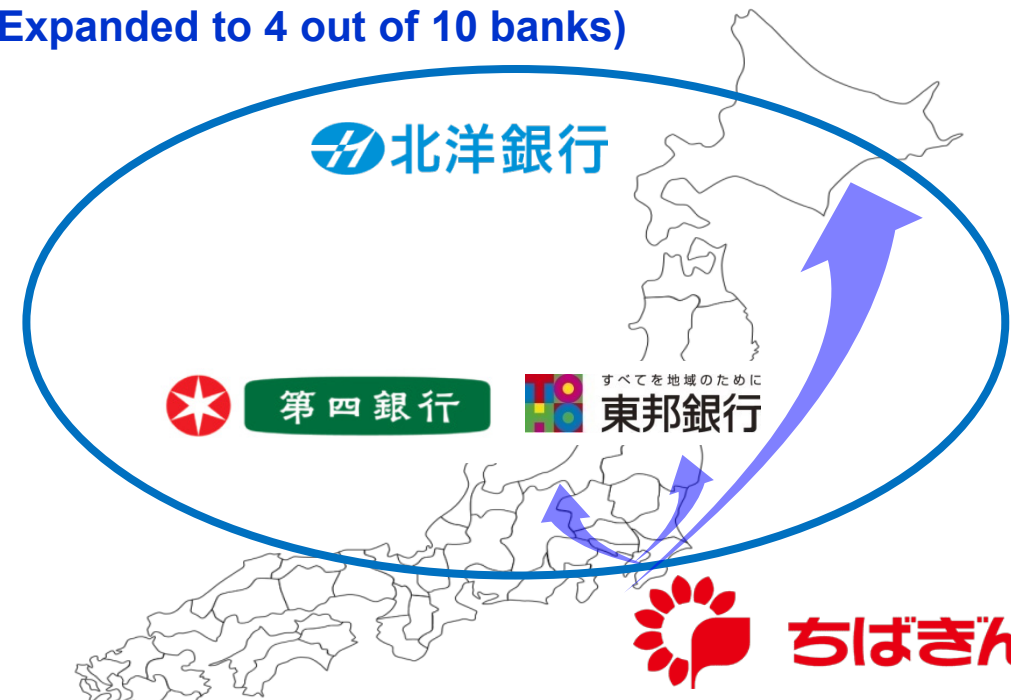 Expanded to 4 out of 10 banks)
北洋銀行
第四銀行
TOHO
すべてを地域のために
東邦銀行
ちばぎん